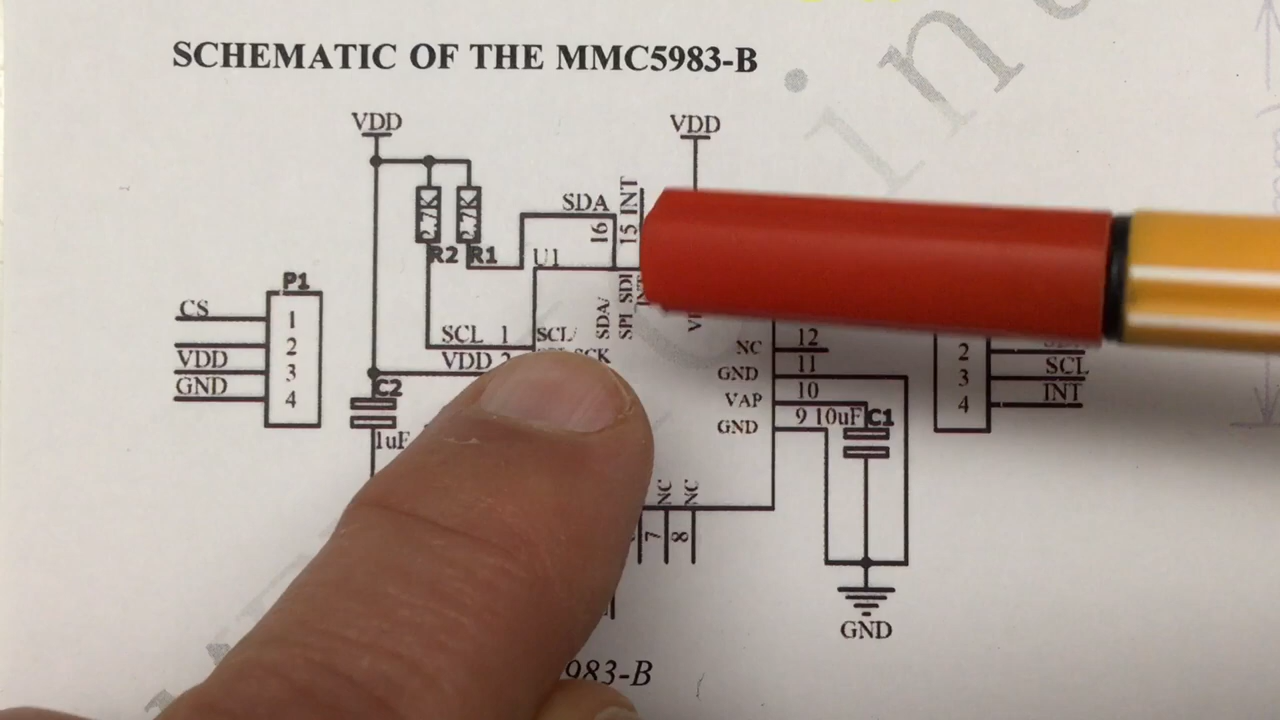 SCHEMATIC OF THE MMC5983-B
VDD
VDD
SDA
16
15 INT
2.7K
2.7K
R2 R1
U1
P1
CS
1
2
VDD
3
GND
4
SCL 1
SCL/
SDA/
SPI_SDI
VDD 2
C2
1uF
12
NC
11
GND
10
VAP
9 10uF C1
GND
2
3
SCL
4
INT
NC
NC
7
8
GND
983-B